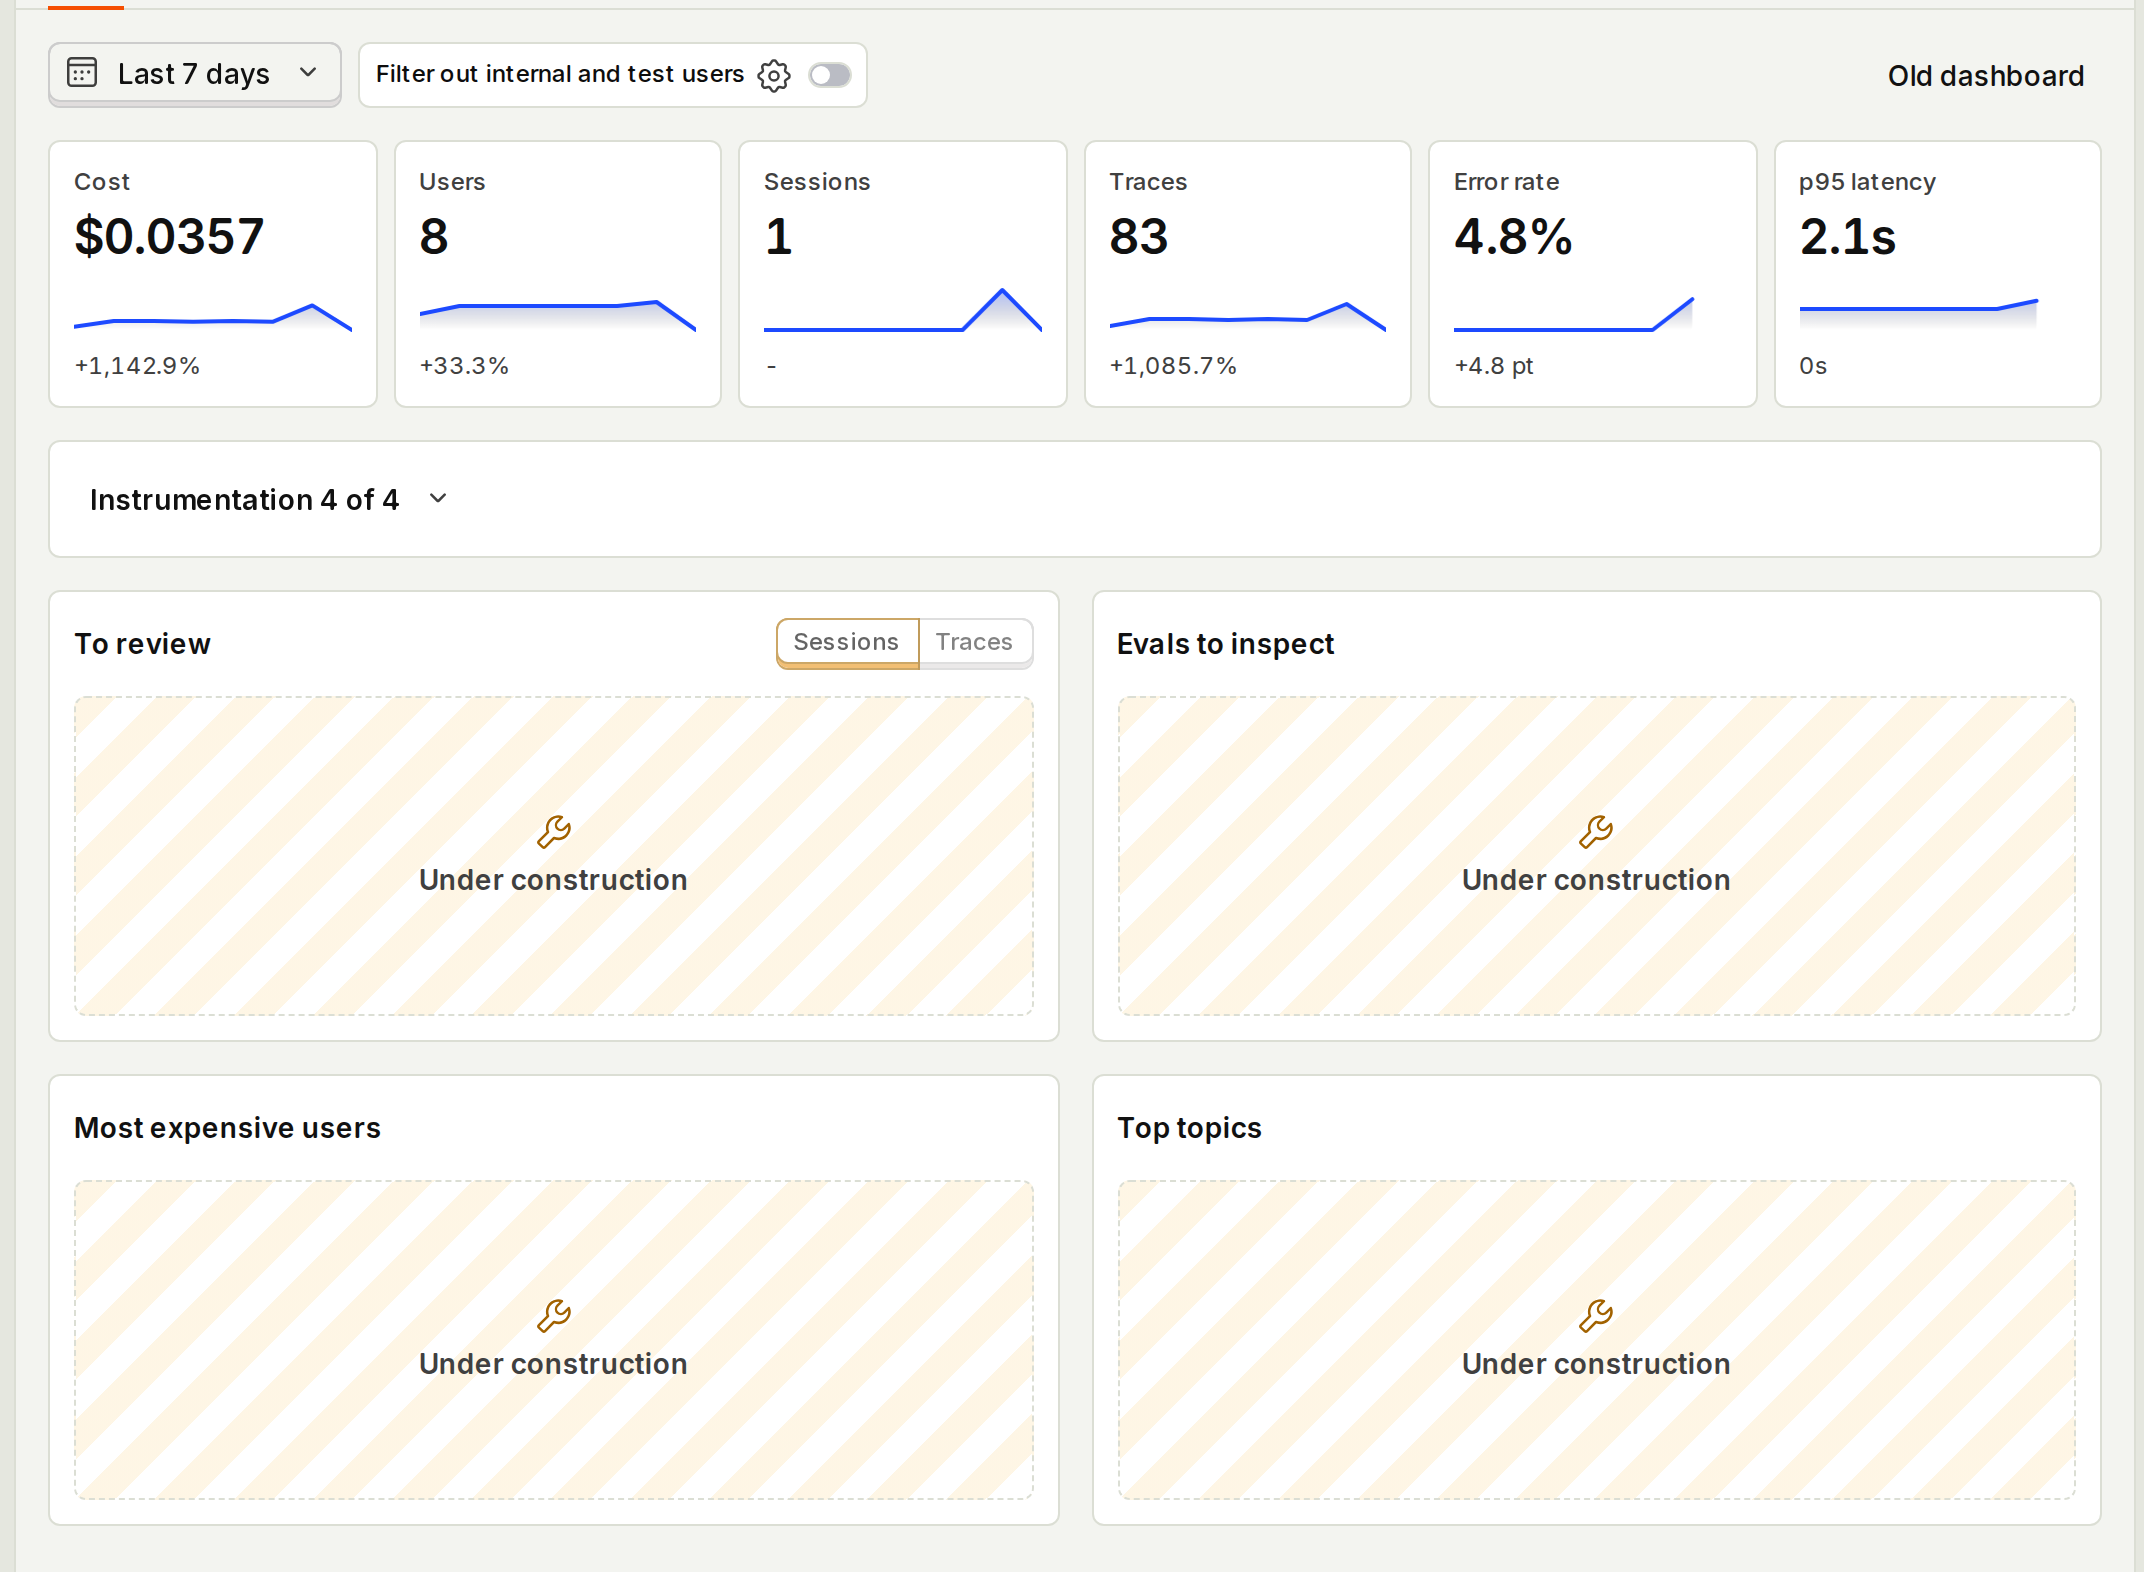 Last 7 days
Filter out internal and test users
Old dashboard
Cost
$0.0357
+1,142.9%
Users
8
+33.3%
Sessions
1
-
Traces
83
+1,085.7%
Error rate
4.8%
+4.8 pt
p95 latency
2.1s
0s
Instrumentation 4 of 4
To review
Sessions
Traces
Under construction
Evals to inspect
Under construction
Most expensive users
Under construction
Top topics
Under construction